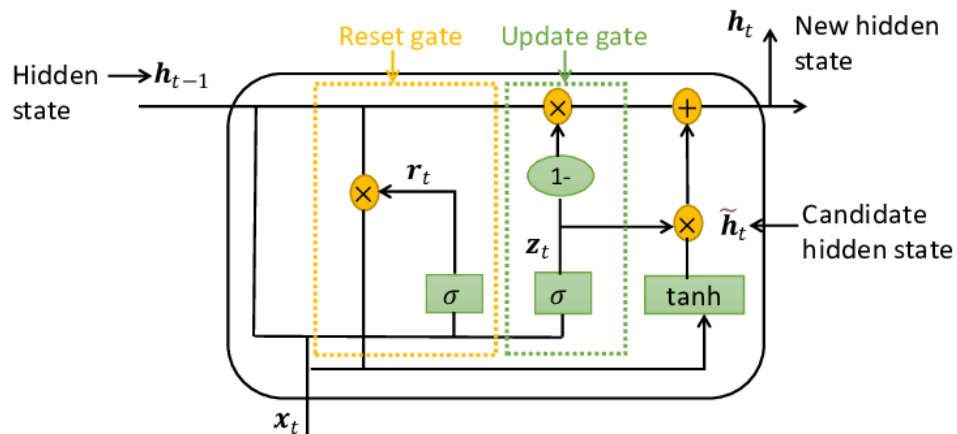 Reset gate
Update gate
h_t
New hidden
state
Hidden
state
h_{t−1}
×
+
1-
r_t
×
×
h̃_t
Candidate
hidden state
z_t
σ
σ
tanh
x_t